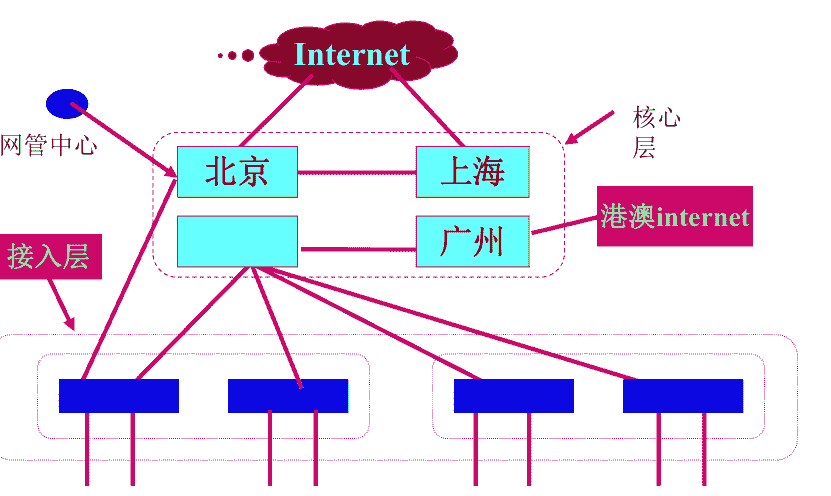 Internet
网管中心
核心
层
北京
上海
港澳internet
广州
接入层